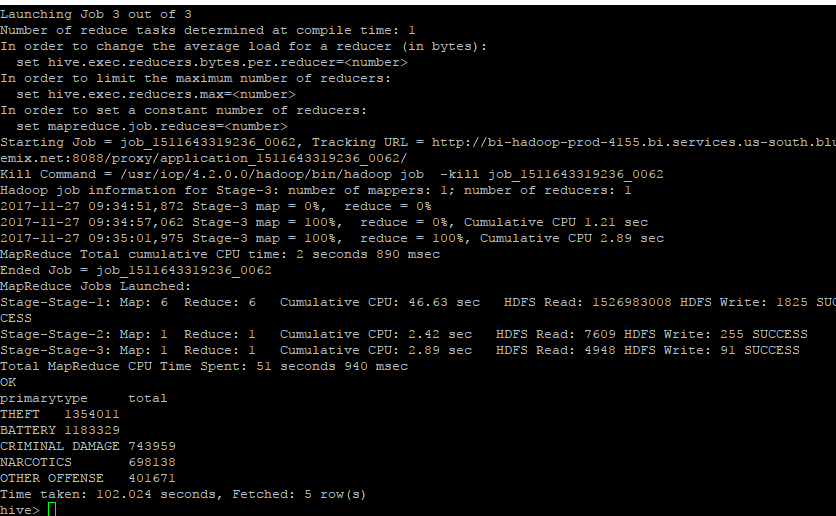 Launching Job 3 out of 3
Number of reduce tasks determined at compile time: 1
In order to change the average load for a reducer (in bytes):
  set hive.exec.reducers.bytes.per.reducer=<number>
In order to limit the maximum number of reducers:
  set hive.exec.reducers.max=<number>
In order to set a constant number of reducers:
  set mapreduce.job.reduces=<number>
Starting Job = job_1511643319236_0062, Tracking URL = http://bi-hadoop-prod-4155.bi.services.us-south.blu
emix.net:8088/proxy/application_1511643319236_0062/
Kill Command = /usr/iop/4.2.0.0/hadoop/bin/hadoop job  -kill job_1511643319236_0062
Hadoop job information for Stage-3: number of mappers: 1; number of reducers: 1
2017-11-27 09:34:51,872 Stage-3 map = 0%,  reduce = 0%
2017-11-27 09:34:57,062 Stage-3 map = 100%,  reduce = 0%, Cumulative CPU 1.21 sec
2017-11-27 09:35:01,975 Stage-3 map = 100%,  reduce = 100%, Cumulative CPU 2.89 sec
MapReduce Total cumulative CPU time: 2 seconds 890 msec
Ended Job = job_1511643319236_0062
MapReduce Jobs Launched:
Stage-Stage-1: Map: 6  Reduce: 6   Cumulative CPU: 46.63 sec   HDFS Read: 1526983008 HDFS Write: 1825 SUC
CESS
Stage-Stage-2: Map: 1  Reduce: 1   Cumulative CPU: 2.42 sec   HDFS Read: 7609 HDFS Write: 255 SUCCESS
Stage-Stage-3: Map: 1  Reduce: 1   Cumulative CPU: 2.89 sec   HDFS Read: 4948 HDFS Write: 91 SUCCESS
Total MapReduce CPU Time Spent: 51 seconds 940 msec
OK
primarytype     total
THEFT   1354011
BATTERY 1183329
CRIMINAL DAMAGE 743959
NARCOTICS       698138
OTHER OFFENSE   401671
Time taken: 102.024 seconds, Fetched: 5 row(s)
hive>